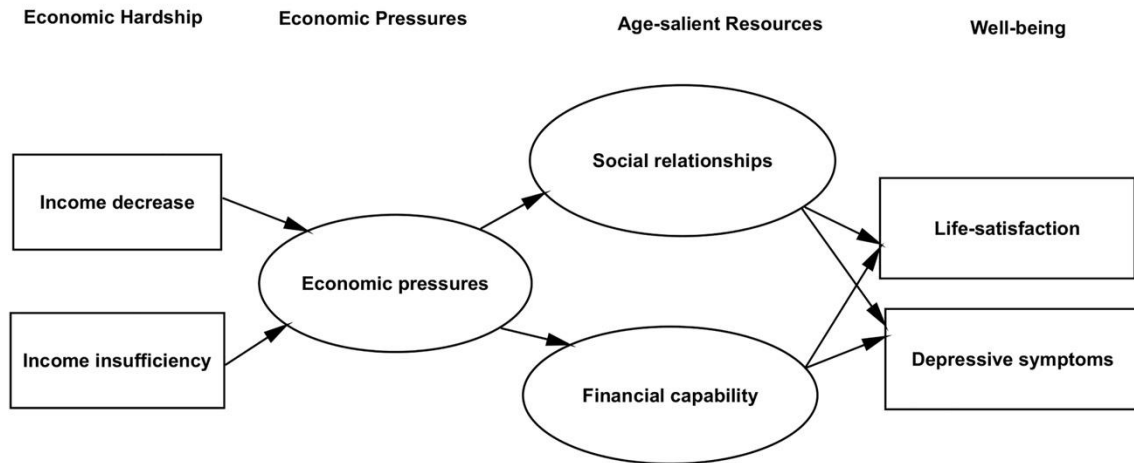 Economic Hardship
Economic Pressures
Age-salient Resources
Well-being
Social relationships
Income decrease
Life-satisfaction
Economic pressures
Income insufficiency
Depressive symptoms
Financial capability